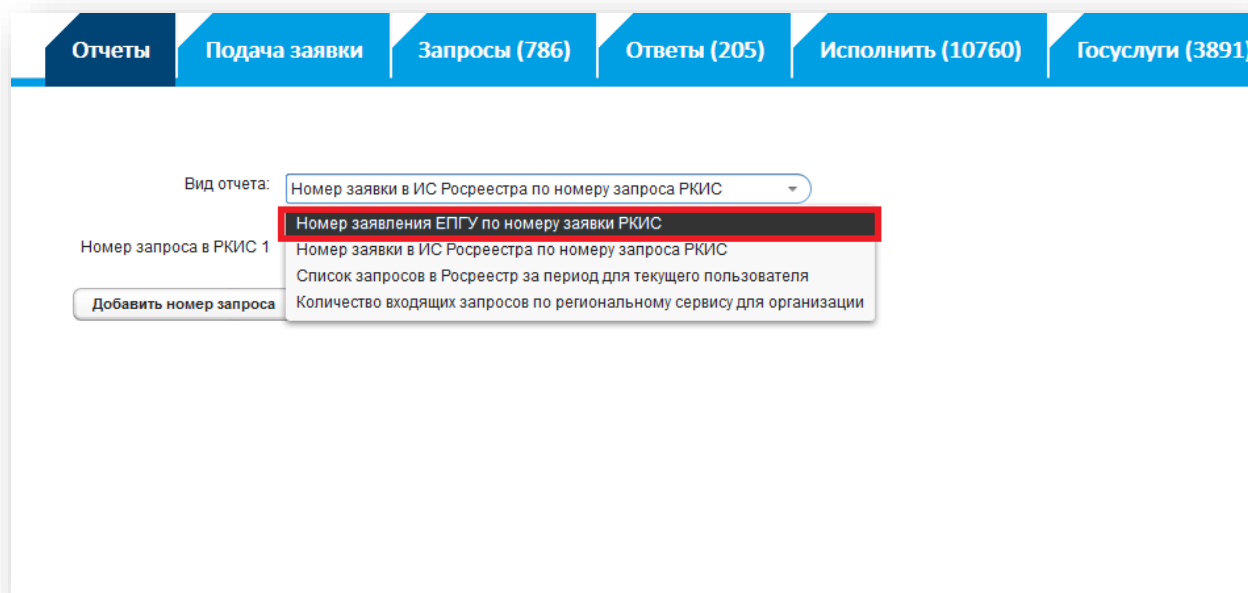 Отчеты Подача заявки Запросы (786) Ответы (205) Исполнить (10760) Госуслуги (3891)
Вид отчета: Номер заявки в ИС Росреестра по номеру запроса РКИС
Номер заявления ЕПГУ по номеру заявки РКИС
Номер запроса в РКИС 1 Номер заявки в ИС Росреестра по номеру запроса РКИС
Список запросов в Росреестр за период для текущего пользователя
Добавить номер запроса Количество входящих запросов по региональному сервису для организации